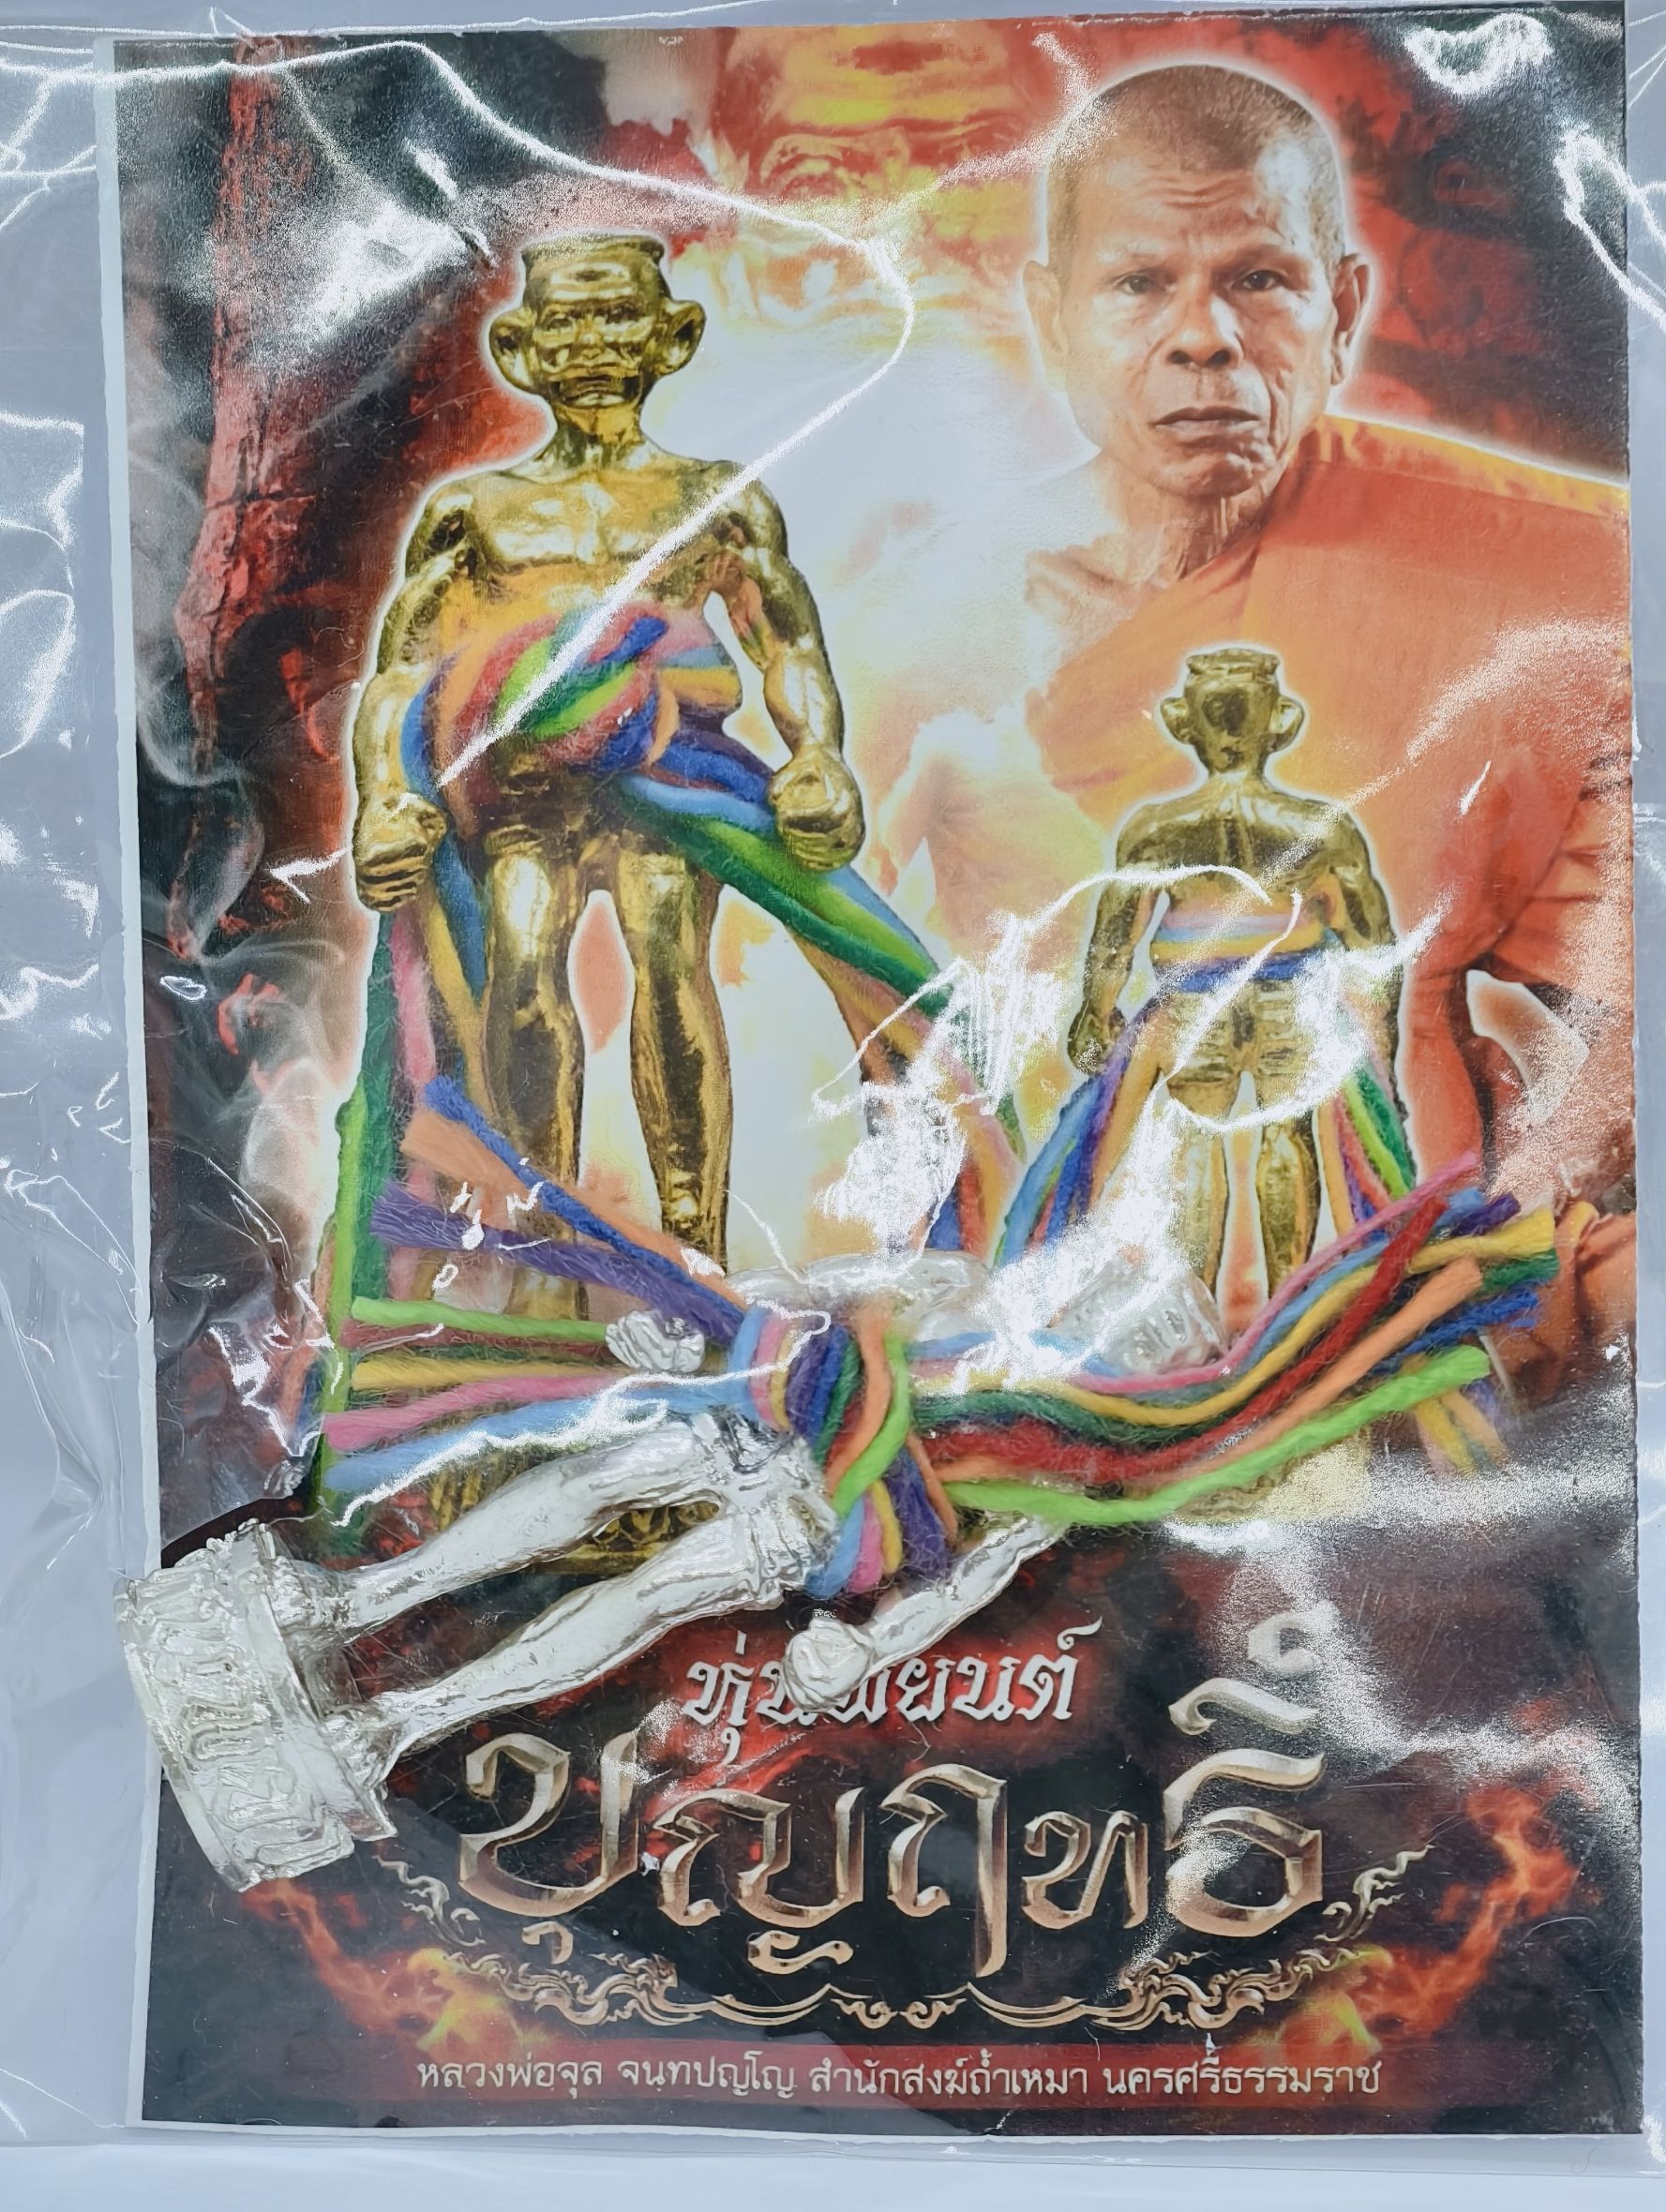 หุ่นพยนต์
บุญฤทธิ์
หลวงพ่อจุล จนฺทปญฺโญ สำนักสงฆ์ถ้ำเหมา นครศรีธรรมราช